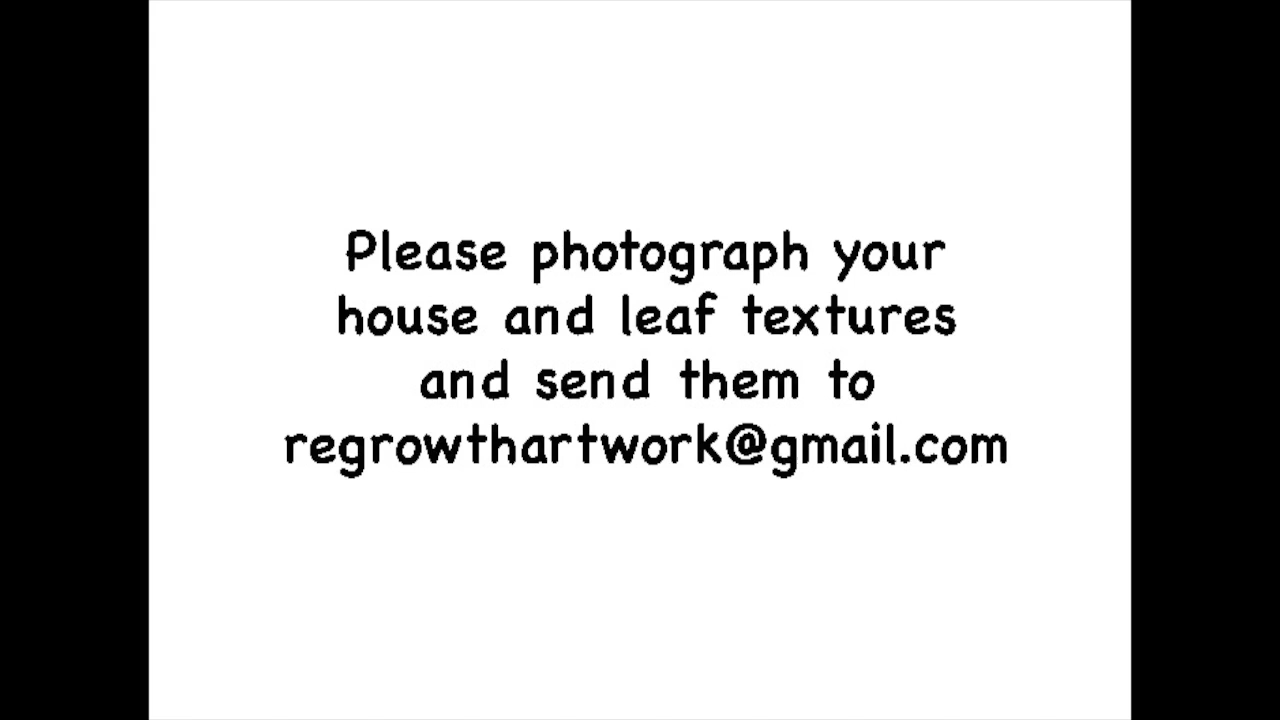 Please photograph your
house and leaf textures
and send them to
regrowthartwork@gmail.com